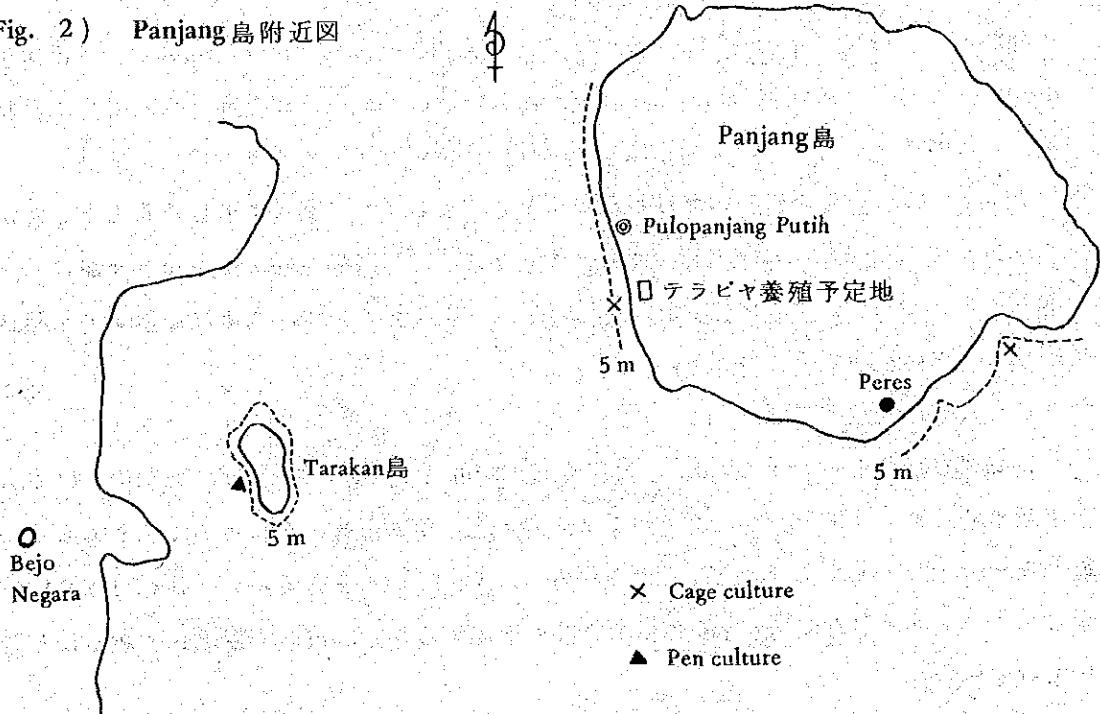 Fig. 2) Panjang島附近図
Panjang島
Pulopanjang Putih
テラピヤ養殖予定地
5 m
Peres
5 m
Tarakan島
5 m
Bejo
Negara
× Cage culture
▲ Pen culture